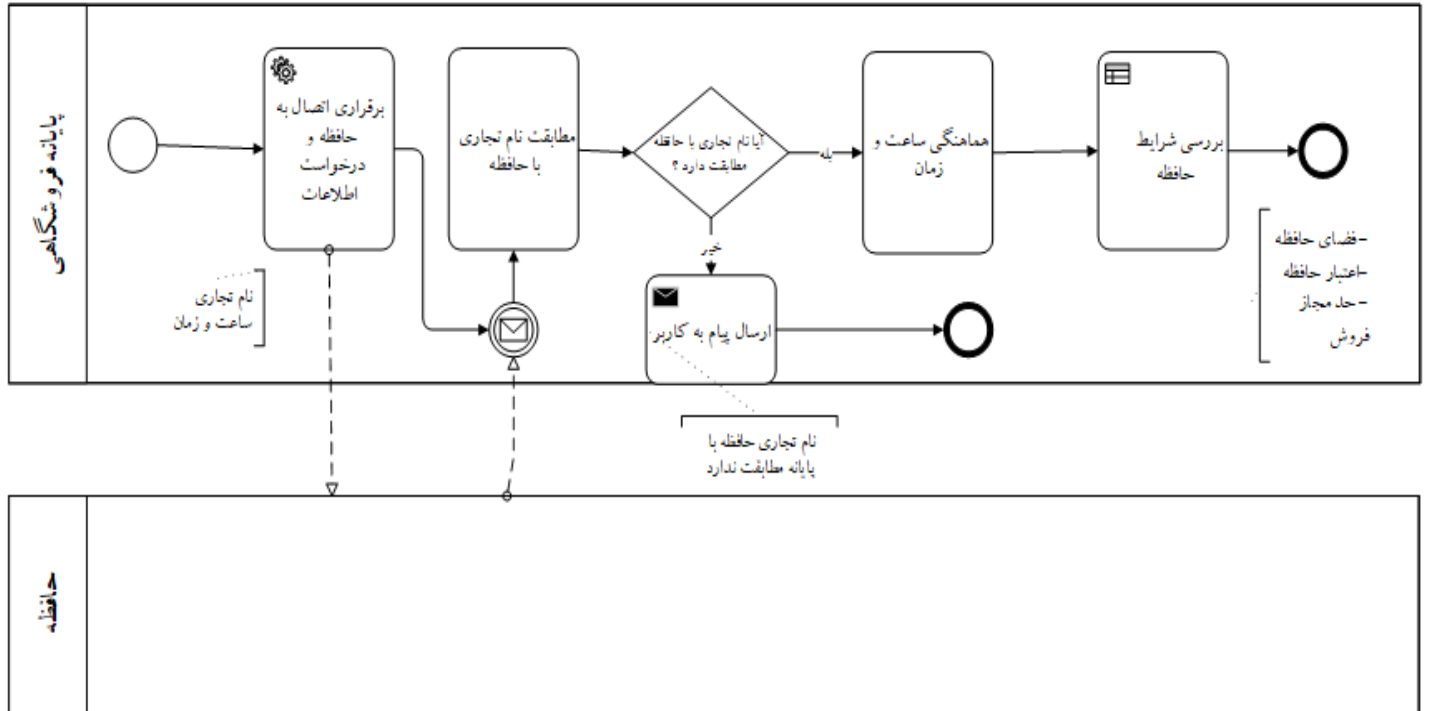 پایانه فروشگاهی
برقراری اتصال به
حافظه و
درخواست
اطلاعات
نام تجاری
ساعت و زمان
مطابقت نام تجاری
با حافظه
آیا نام تجاری با حافظه
مطابقت دارد ؟
بله
خیر
هماهنگی ساعت و
زمان
بررسی شرایط
حافظه
-فضای حافظه
-اعتبار حافظه
-حد مجاز
فروش
ارسال پیام به کاربر
نام تجاری حافظه با
پایانه مطابقت ندارد
حافظه